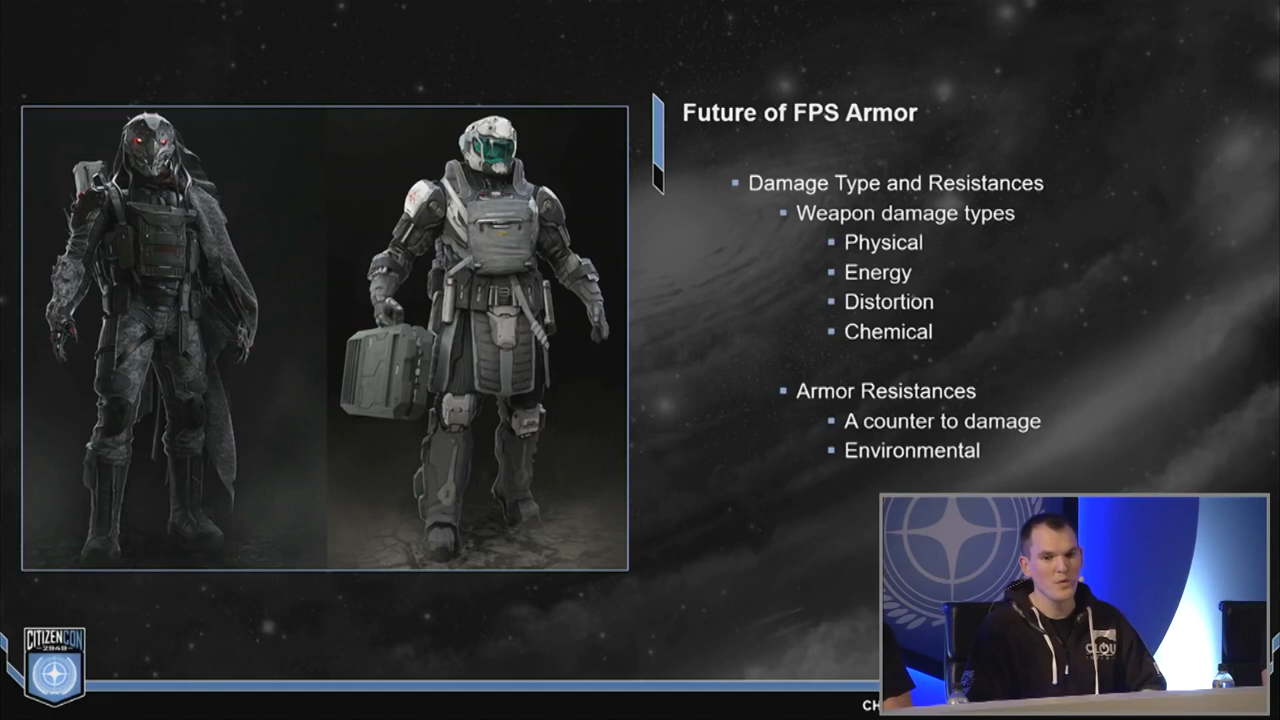 Future of FPS Armor
Damage Type and Resistances
Weapon damage types
Physical
Energy
Distortion
Chemical
Armor Resistances
A counter to damage
Environmental
CITIZENCON
CH